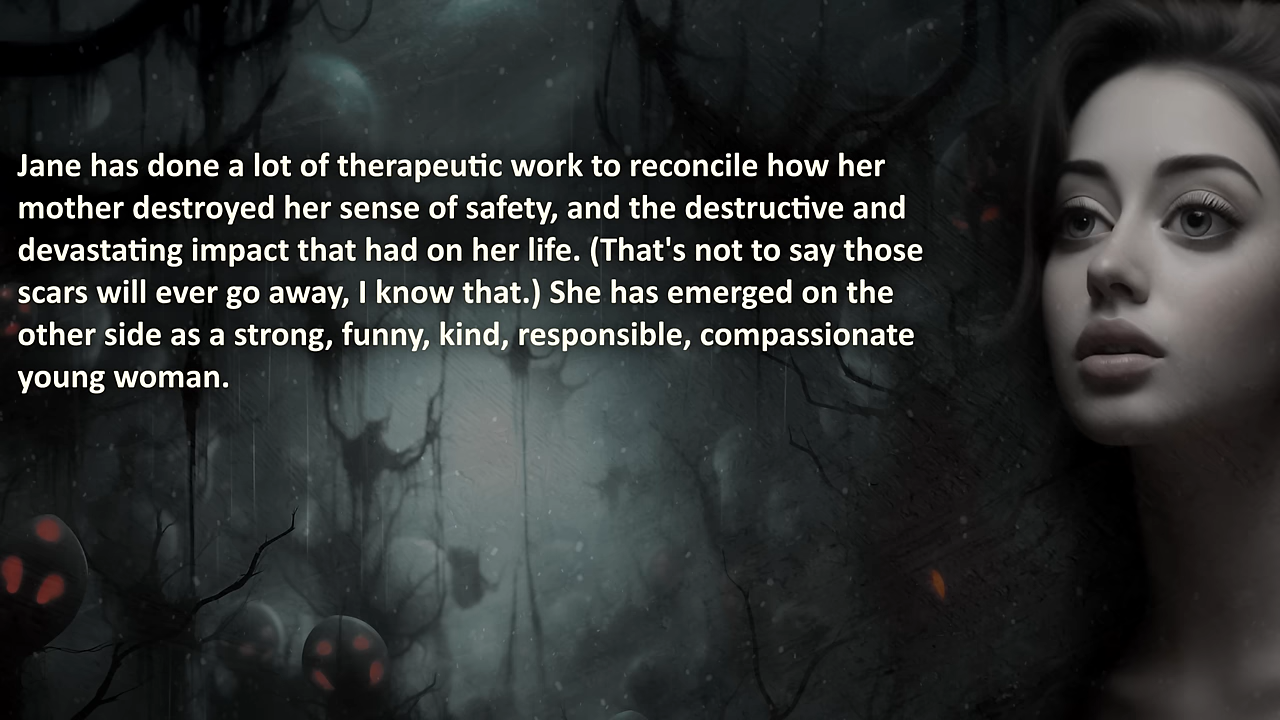 Jane has done a lot of therapeutic work to reconcile how her
mother destroyed her sense of safety, and the destructive and
devastating impact that had on her life. (That's not to say those
scars will ever go away, I know that.) She has emerged on the
other side as a strong, funny, kind, responsible, compassionate
young woman.